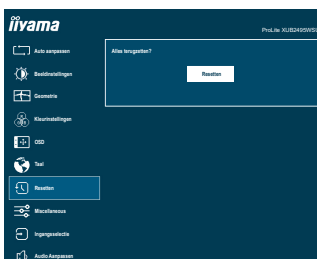 iiyama
ProLite XUB2495WSU
Auto aanpassen
Alles terugzetten?
Beeldinstellingen
Resetten
Geometrie
Kleurinstellingen
OSD
Taal
Resetten
Miscellaneous
Ingangsselectie
Audio Aanpassen